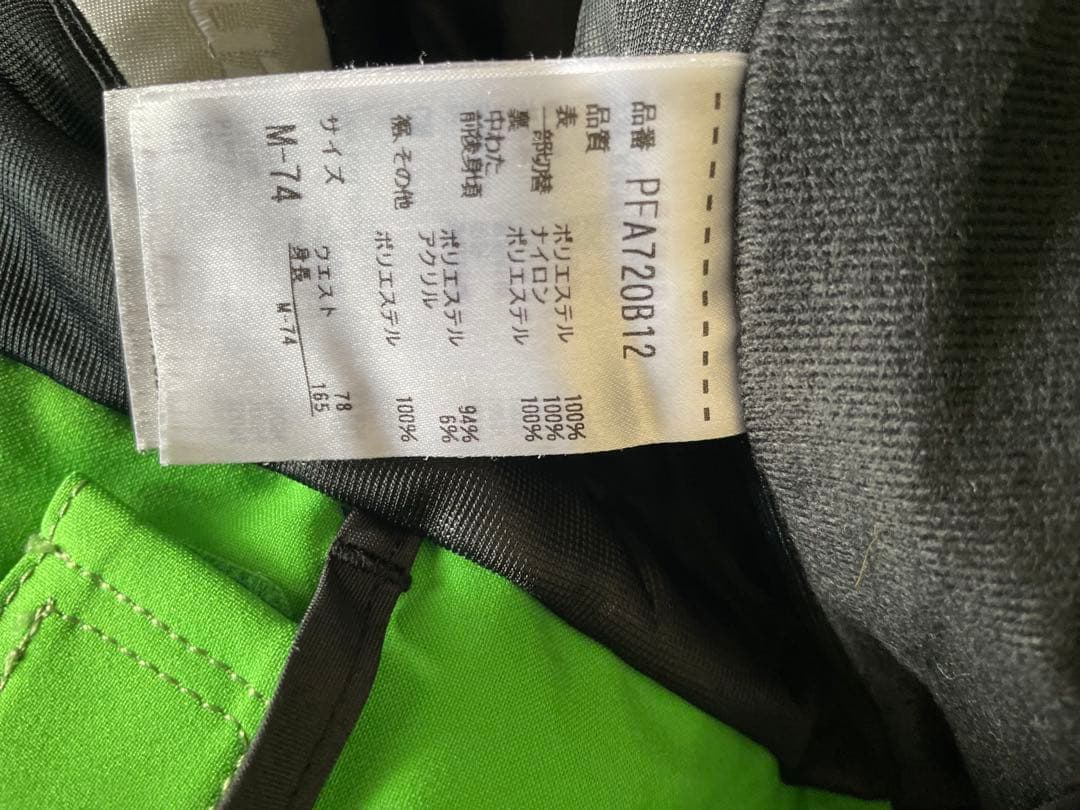 品番 PFA720B12
品質
表 ポリエステル 100%
一部切替 ナイロン 100%
裏 ポリエステル 100%
中わた
前後身頃 ポリエステル 94%
アクリル 6%
裾、その他 ポリエステル 100%
サイズ ウエスト 78
M-74 身長 165
M-74